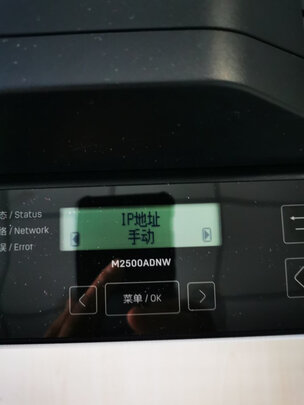 态 / Status
络 / Network
误 / Error
IP地址
手动
M2500ADNW
菜单 / OK